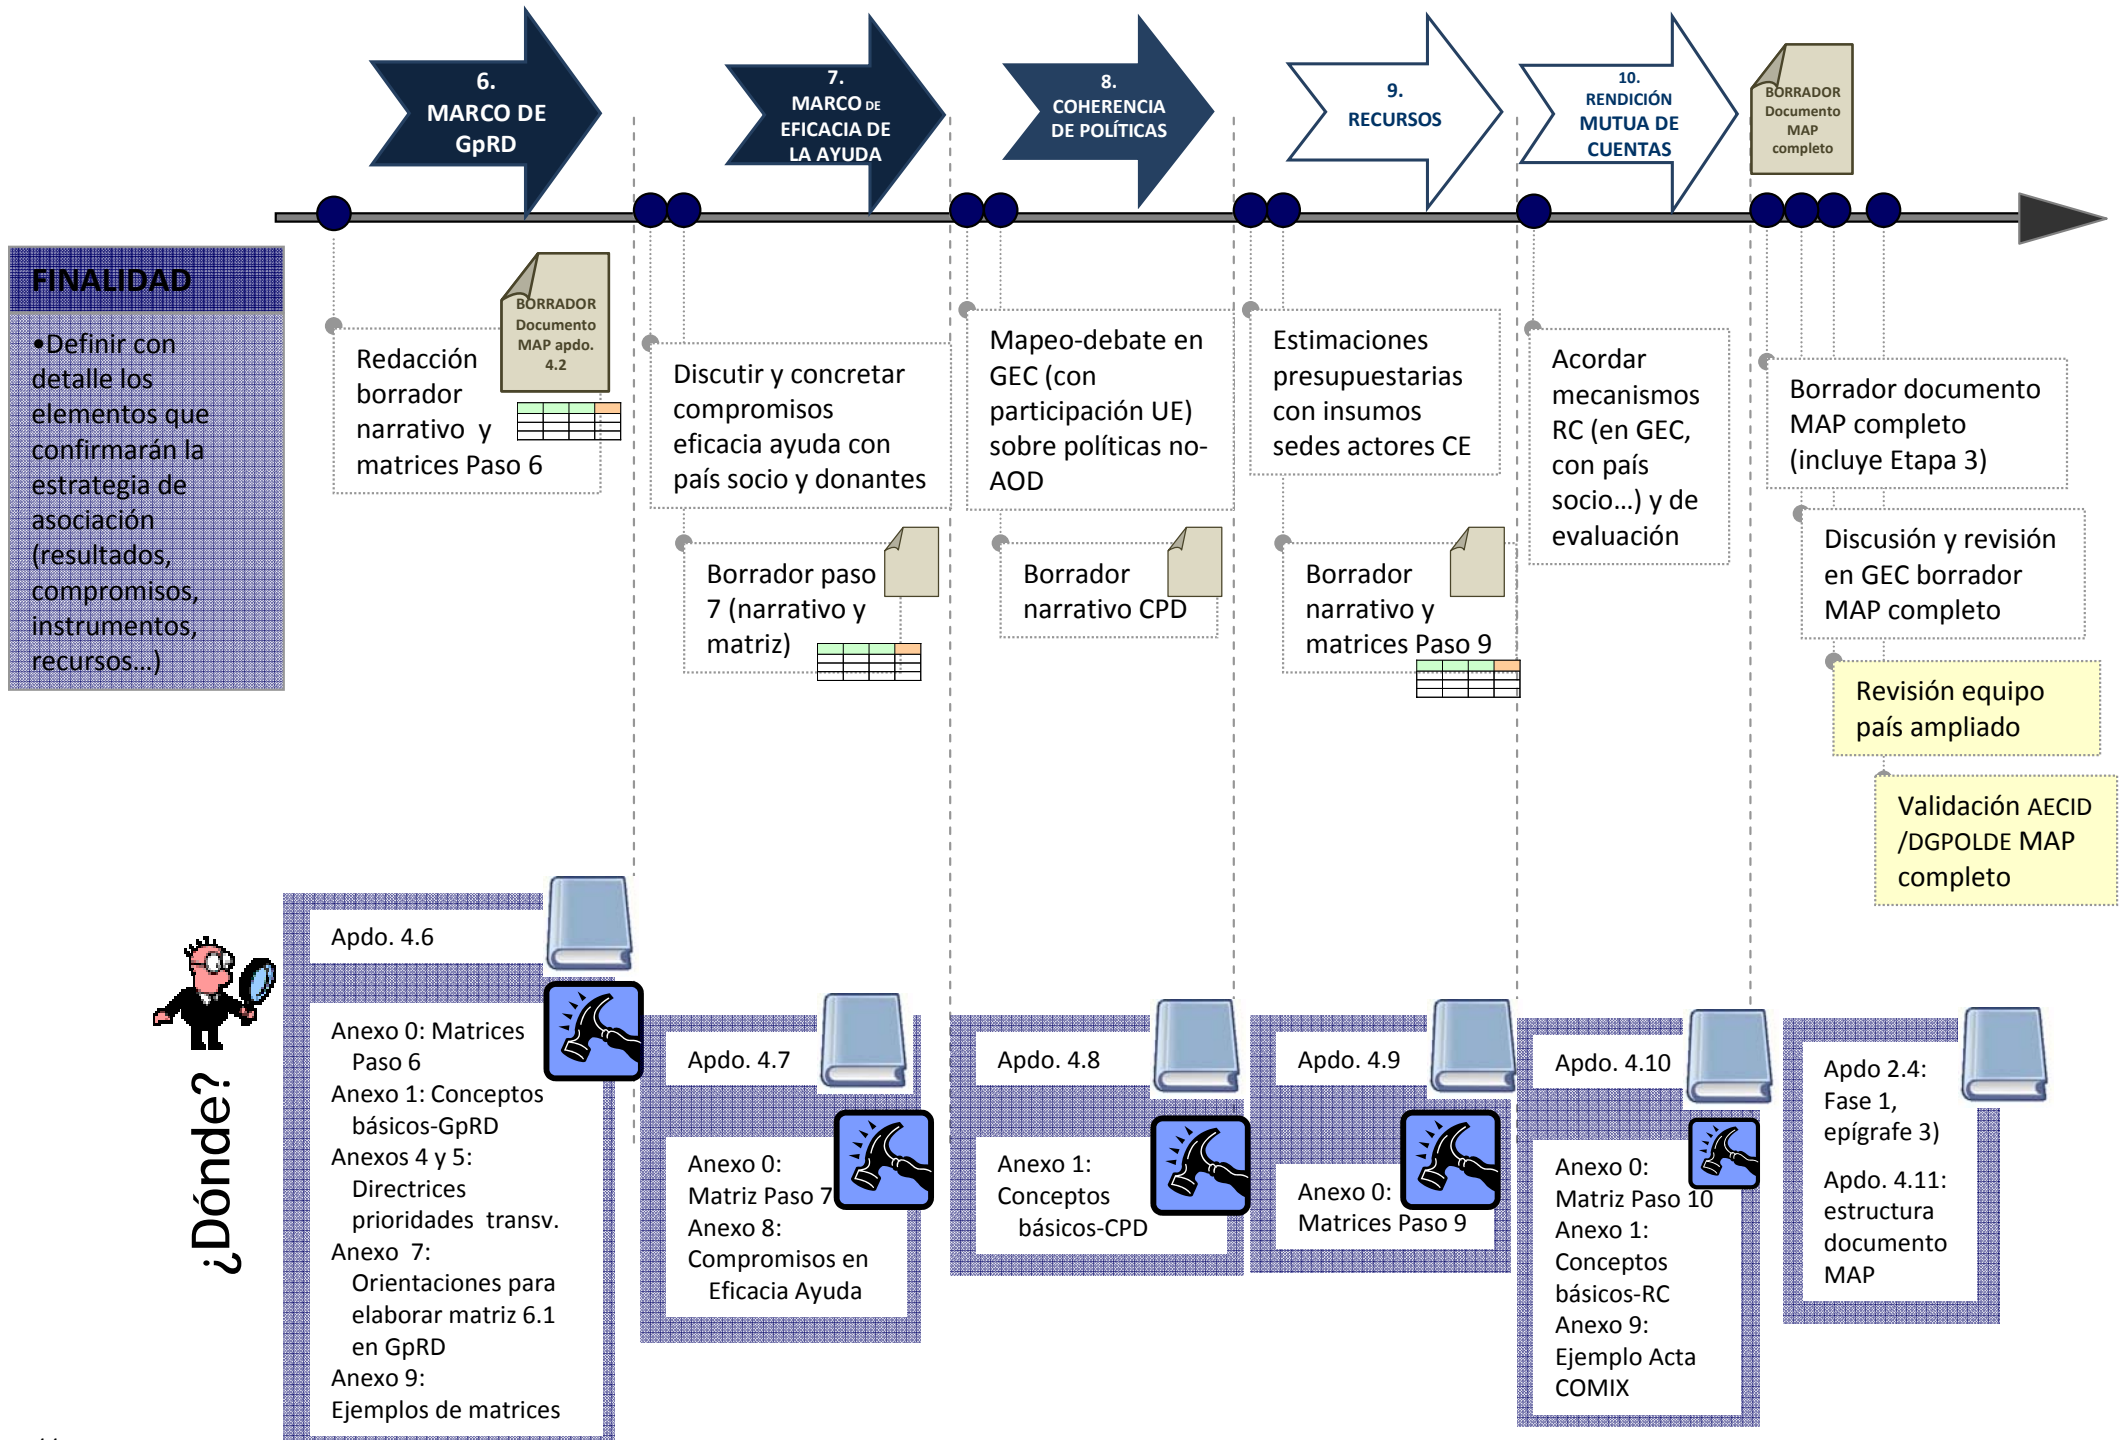 6.
MARCO DE
GpRD
7.
MARCO DE
EFICACIA DE
LA AYUDA
8.
COHERENCIA
DE POLÍTICAS
9.
RECURSOS
10.
RENDICIÓN
MUTUA DE
CUENTAS
BORRADOR
Documento
MAP
completo
FINALIDAD
•Definir con
detalle los
elementos que
confirmarán la
estrategia de
asociación
(resultados,
compromisos,
instrumentos,
recursos...)
Redacción
borrador
narrativo y
matrices Paso 6
BORRADOR
Documento
MAP apdo.
4.2
Discutir y concretar
compromisos
eficacia ayuda con
país socio y donantes
Borrador paso
7 (narrativo y
matriz)
Mapeo-debate en
GEC (con
participación UE)
sobre políticas no-
AOD
Borrador
narrativo CPD
Estimaciones
presupuestarias
con insumos
sedes actores CE
Borrador
narrativo y
matrices Paso 9
Acordar
mecanismos
RC (en GEC,
con país
socio...) y de
evaluación
Borrador documento
MAP completo
(incluye Etapa 3)
Discusión y revisión
en GEC borrador
MAP completo
Revisión equipo
país ampliado
Validación AECID
/DGPOLDE MAP
completo
¿Dónde?
Apdo. 4.6
Anexo 0: Matrices
Paso 6
Anexo 1: Conceptos
básicos-GpRD
Anexos 4 y 5:
Directrices
prioridades transv.
Anexo 7:
Orientaciones para
elaborar matriz 6.1
en GpRD
Anexo 9:
Ejemplos de matrices
Apdo. 4.7
Anexo 0:
Matriz Paso 7
Anexo 8:
Compromisos en
Eficacia Ayuda
Apdo. 4.8
Anexo 1:
Conceptos
básicos-CPD
Apdo. 4.9
Anexo 0:
Matrices Paso 9
Apdo. 4.10
Anexo 0:
Matriz Paso 10
Anexo 1:
Conceptos
básicos-RC
Anexo 9:
Ejemplo Acta
COMIX
Apdo 2.4:
Fase 1,
epígrafe 3)
Apdo. 4.11:
estructura
documento
MAP